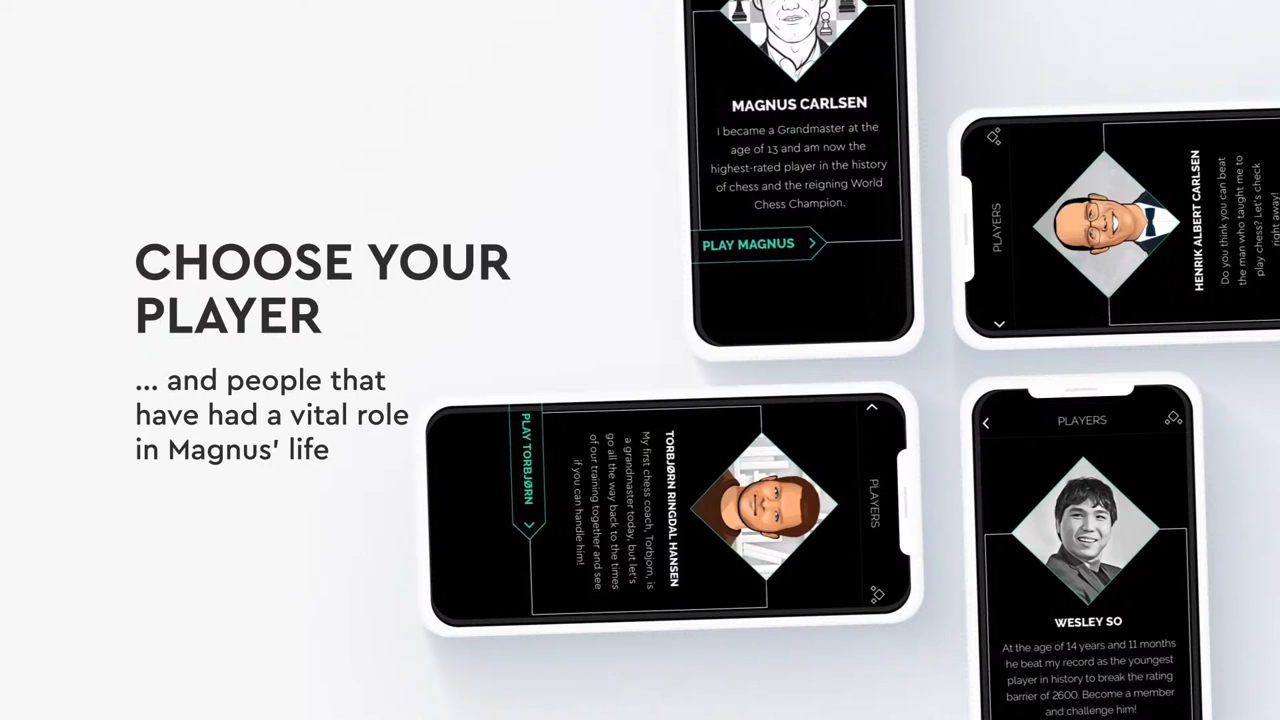 CHOOSE YOUR
PLAYER
... and people that
have had a vital role
in Magnus' life
MAGNUS CARLSEN
I became a Grandmaster at the
age of 13 and am now the
highest-rated player in the history
of chess and the reigning World
Chess Champion.
PLAY MAGNUS
PLAYERS
HENRIK ALBERT CARLSEN
Do you think you can beat
the man who taught me to
play chess? Let's check
right away!
PLAYERS
TORBJØRN RINGDAL HANSEN
My first chess coach, Torbjorn, is
a grandmaster today, but let's
go all the way back to the times
of our training together and see
if you can handle him!
PLAY TORBJØRN
PLAYERS
WESLEY SO
At the age of 14 years and 11 months
he beat my record as the youngest
player in history to break the rating
barrier of 2600. Become a member
and challenge him!